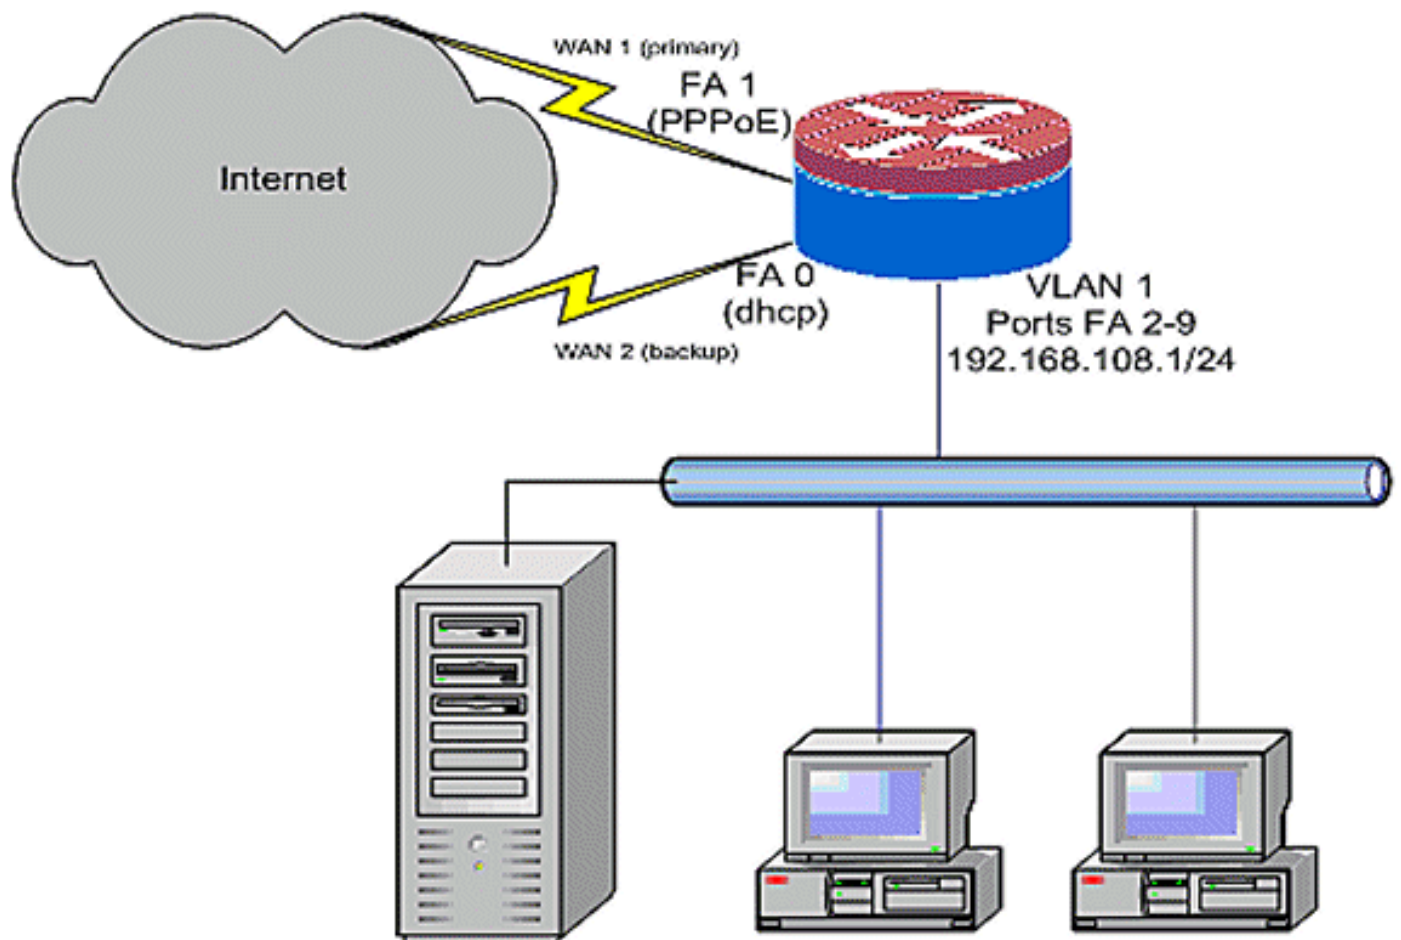 WAN 1 (primary)
FA 1
(PPPoE)
Internet
FA 0
(dhcp)
WAN 2 (backup)
VLAN 1
Ports FA 2-9
192.168.108.1/24